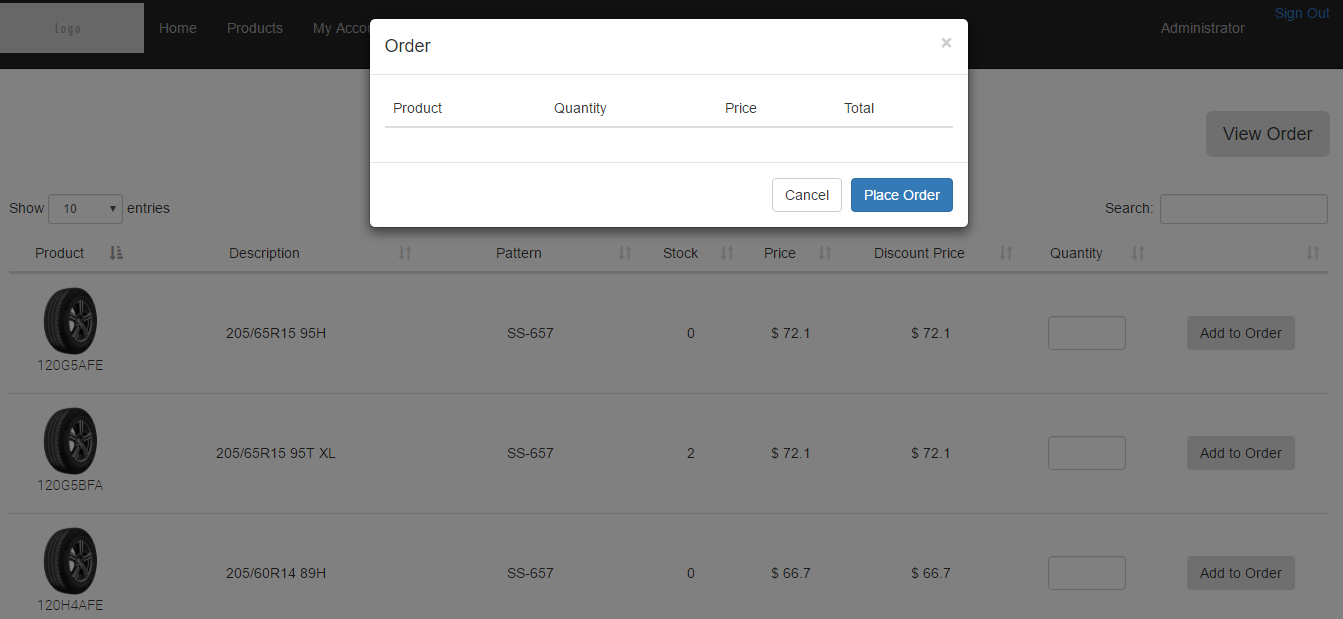 Logo
Home
Products
My Accou
Administrator
Sign Out
Order
×
Product Quantity Price Total
Cancel
Place Order
View Order
Show 10 entries
Search:
Product Description Pattern Stock Price Discount Price Quantity
120G5AFE
205/65R15 95H SS-657 0 $ 72.1 $ 72.1 Add to Order
120G5BFA
205/65R15 95T XL SS-657 2 $ 72.1 $ 72.1 Add to Order
120H4AFE
205/60R14 89H SS-657 0 $ 66.7 $ 66.7 Add to Order